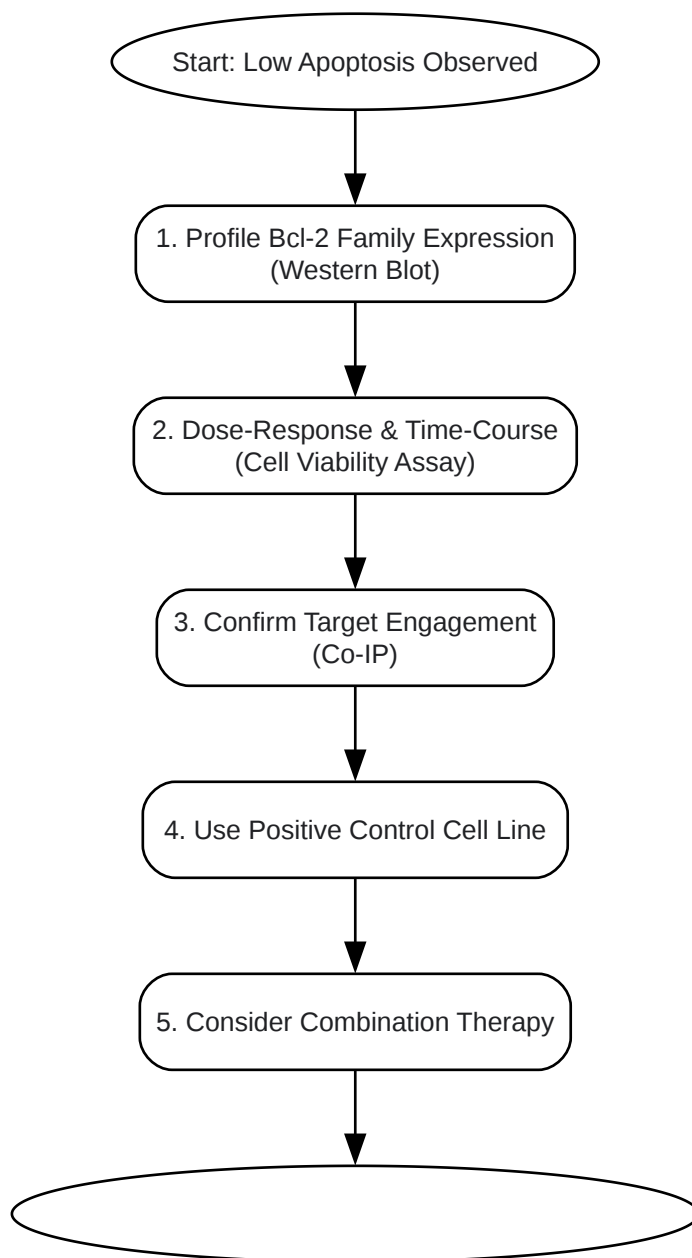 Start: Low Apoptosis Observed
1. Profile Bcl-2 Family Expression
(Western Blot)
2. Dose-Response & Time-Course
(Cell Viability Assay)
3. Confirm Target Engagement
(Co-IP)
4. Use Positive Control Cell Line
5. Consider Combination Therapy